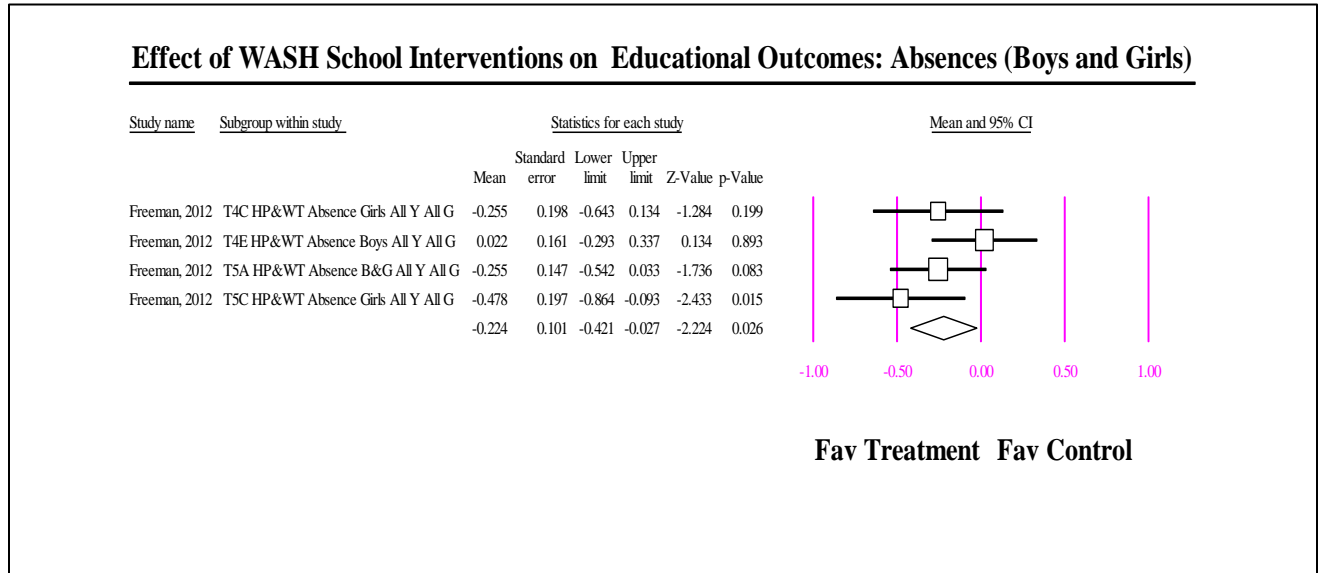 Effect of WASH School Interventions on Educational Outcomes: Absences (Boys and Girls)
Study name Subgroup within study Statistics for each study Mean and 95% CI
Standard Lower Upper
Mean error limit limit Z-Value p-Value
Freeman, 2012 T4C HP&WT Absence Girls All Y All G -0.255 0.198 -0.643 0.134 -1.284 0.199
Freeman, 2012 T4E HP&WT Absence Boys All Y All G 0.022 0.161 -0.293 0.337 0.134 0.893
Freeman, 2012 T5A HP&WT Absence B&G All Y All G -0.255 0.147 -0.542 0.033 -1.736 0.083
Freeman, 2012 T5C HP&WT Absence Girls All Y All G -0.478 0.197 -0.864 -0.093 -2.433 0.015
-0.224 0.101 -0.421 -0.027 -2.224 0.026
-1.00 -0.50 0.00 0.50 1.00
Fav Treatment Fav Control